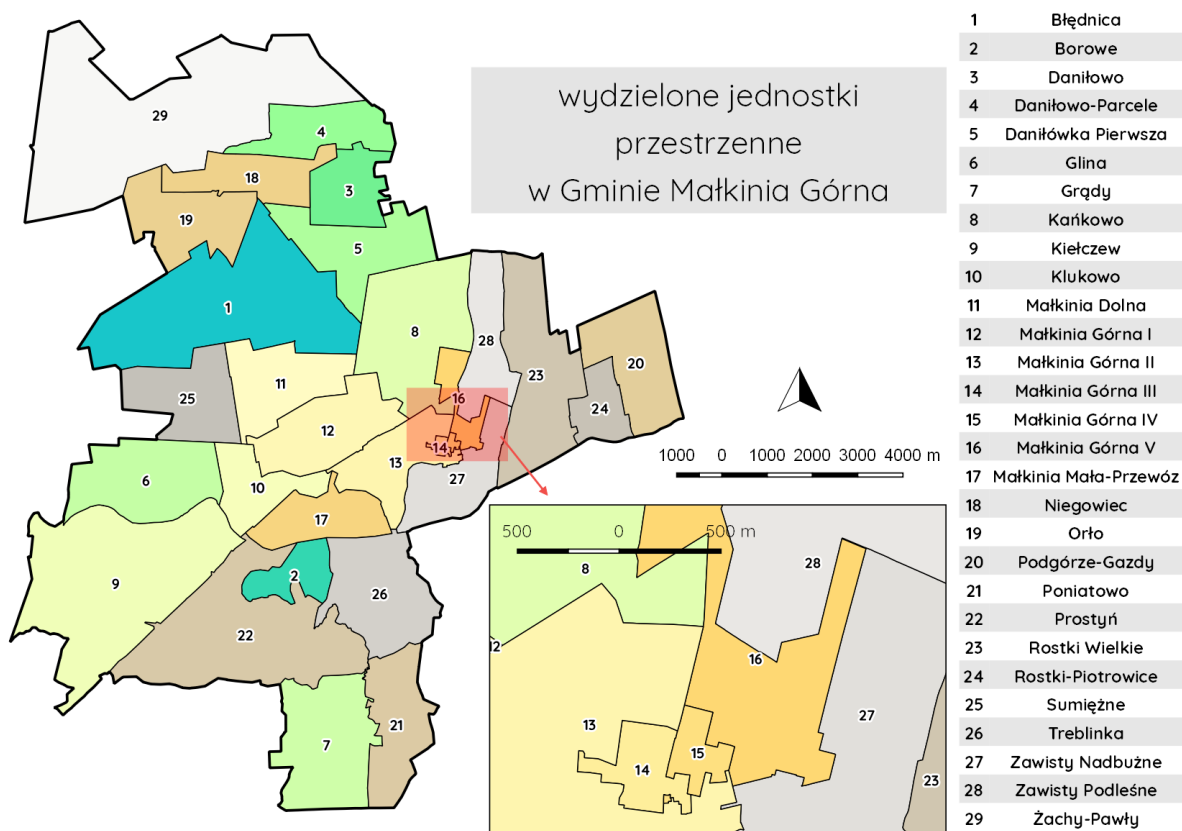 wydzielone jednostki
przestrzenne
w Gminie Małkinia Górna
1 Błędnica
2 Borowe
3 Daniłowo
4 Daniłowo-Parcele
5 Daniłówka Pierwsza
6 Glina
7 Grądy
8 Kańkowo
9 Kiełczew
10 Klukowo
11 Małkinia Dolna
12 Małkinia Górna I
13 Małkinia Górna II
14 Małkinia Górna III
15 Małkinia Górna IV
16 Małkinia Górna V
17 Małkinia Mała-Przewóz
18 Niegowiec
19 Orło
20 Podgórze-Gazdy
21 Poniatowo
22 Prostyń
23 Rostki Wielkie
24 Rostki-Piotrowice
25 Sumiężne
26 Treblinka
27 Zawisty Nadbużne
28 Zawisty Podleśne
29 Żachy-Pawły
29
4
18
3
19
5
1
8
28
23
20
25
11
16
24
12
14
13
27
6
10
17
9
2
26
22
21
7
1000 0 1000 2000 3000 4000 m
500 0 500 m
8
28
12
16
13
27
15
14
23